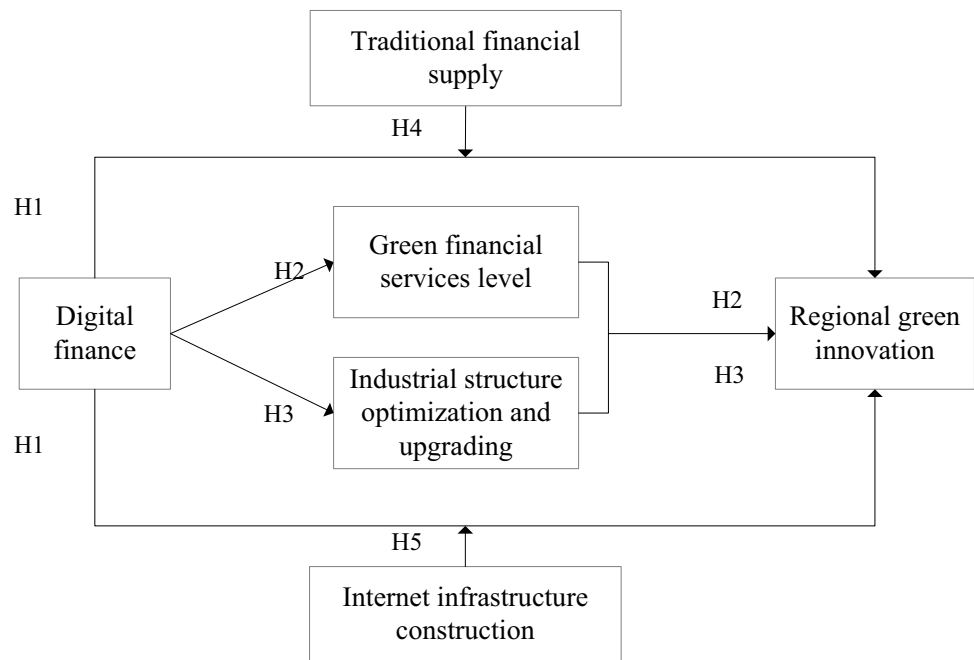 Traditional financial
supply
H4
H1
Green financial
services level
H2
H2
Digital
finance
Regional green
innovation
H3
Industrial structure
optimization and
upgrading
H3
H1
H5
Internet infrastructure
construction